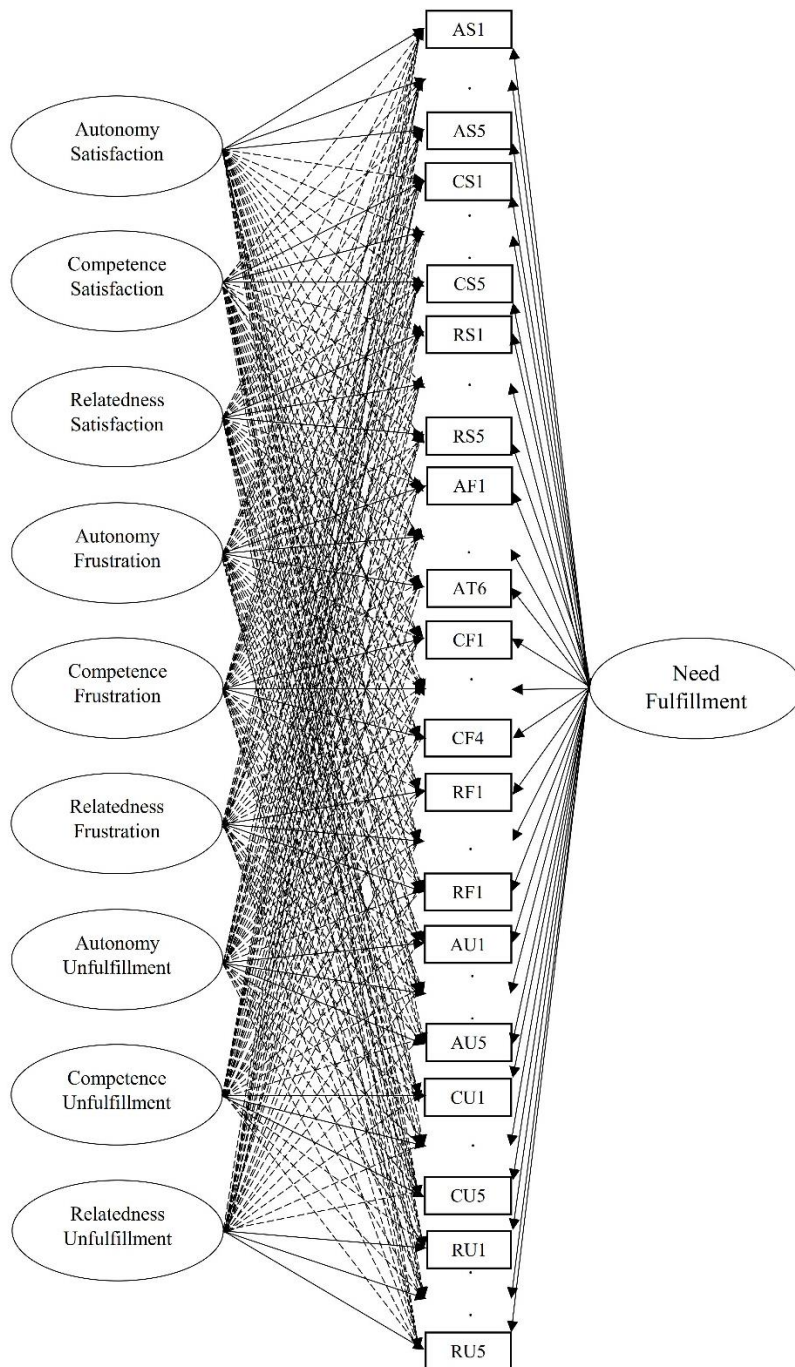 Autonomy
Satisfaction
Competence
Satisfaction
Relatedness
Satisfaction
Autonomy
Frustration
Competence
Frustration
Relatedness
Frustration
Autonomy
Unfulfillment
Competence
Unfulfillment
Relatedness
Unfulfillment
AS1
AS5
CS1
CS5
RS1
RS5
AF1
AT6
CF1
CF4
RF1
RF1
AU1
AU5
CU1
CU5
RU1
RU5
Need
Fulfillment